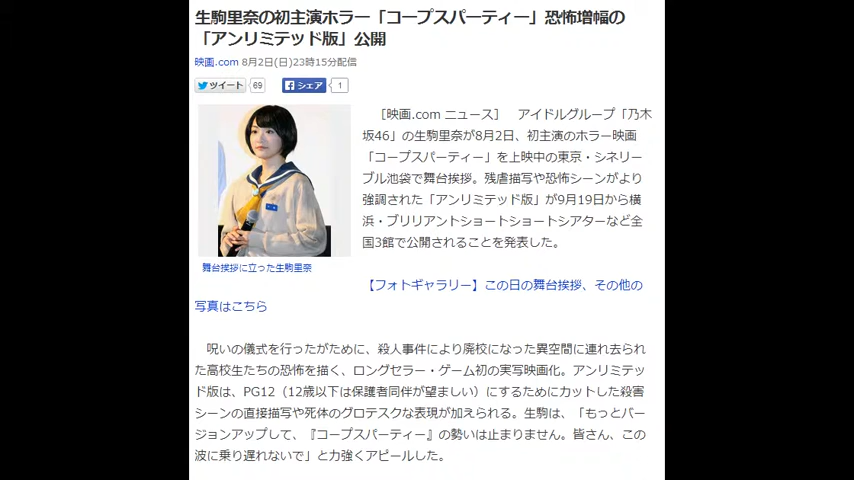 生駒里奈の初主演ホラー「コープスパーティー」恐怖増幅の
「アンリミテッド版」公開
映画.com 8月2日(日)23時15分配信
ツイート 69 シェア 1
［映画.com ニュース］ アイドルグループ「乃木
坂46」の生駒里奈が8月2日、初主演のホラー映画
「コープスパーティー」を上映中の東京・シネリー
ブル池袋で舞台挨拶。残虐描写や恐怖シーンがより
強調された「アンリミテッド版」が9月19日から横
浜・ブリリアントショートショートシアターなど全
国3館で公開されることを発表した。
舞台挨拶に立った生駒里奈
【フォトギャラリー】この日の舞台挨拶、その他の
写真はこちら
呪いの儀式を行ったがために、殺人事件により廃校になった異空間に連れ去られ
た高校生たちの恐怖を描く、ロングセラー・ゲーム初の実写映画化。アンリミテッ
ド版は、PG12（12歳以下は保護者同伴が望ましい）にするためにカットした殺害
シーンの直接描写や死体のグロテスクな表現が加えられる。生駒は、「もっとバー
ジョンアップして、『コープスパーティー』の勢いは止まりません。皆さん、この
波に乗り遅れないで」と力強くアピールした。